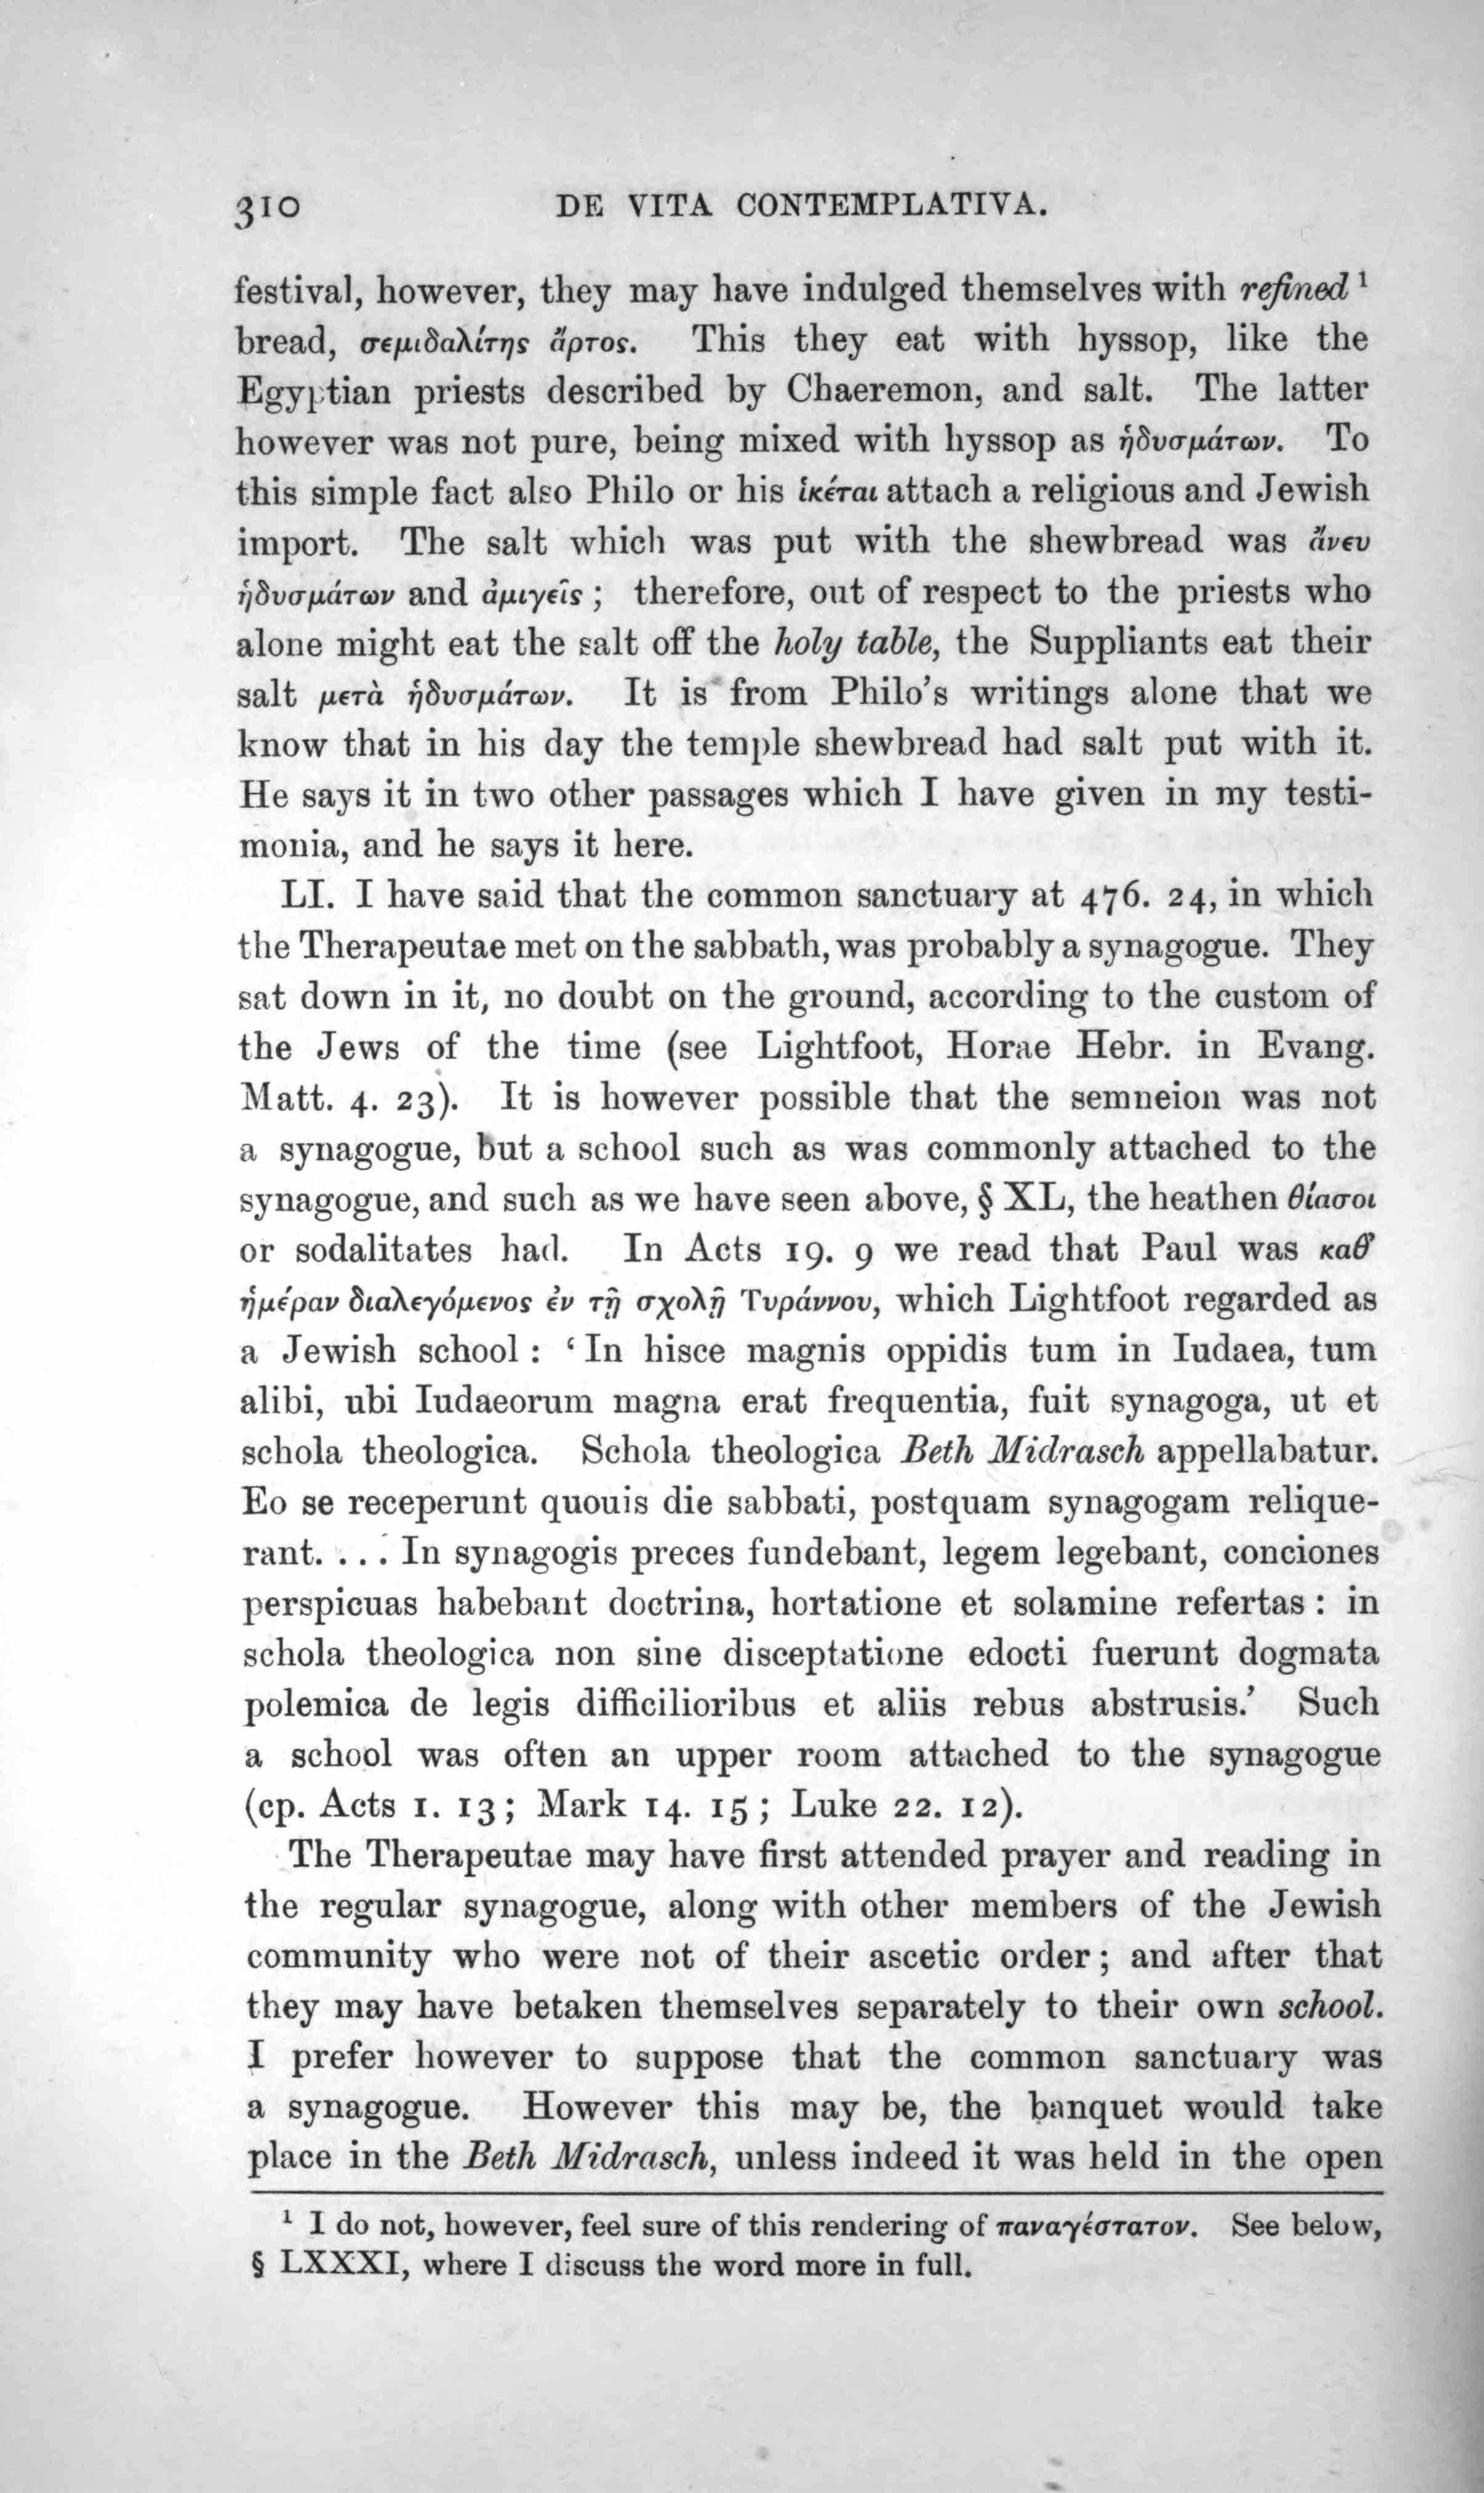 310 DE VITA CONTEMPLATIVA.
festival, however, they may have indulged themselves with refined ¹
bread, σεμιδαλίτης ἄρτος. This they eat with hyssop, like the
Egyptian priests described by Chaeremon, and salt. The latter
however was not pure, being mixed with hyssop as ἡδυσμάτων. To
this simple fact also Philo or his ἱκέται attach a religious and Jewish
import. The salt which was put with the shewbread was ἄνευ
ἡδυσμάτων and ἀμιγεῖς ; therefore, out of respect to the priests who
alone might eat the salt off the holy table, the Suppliants eat their
salt μετὰ ἡδυσμάτων. It is from Philo's writings alone that we
know that in his day the temple shewbread had salt put with it.
He says it in two other passages which I have given in my testi-
monia, and he says it here.
LI. I have said that the common sanctuary at 476. 24, in which
the Therapeutae met on the sabbath, was probably a synagogue. They
sat down in it, no doubt on the ground, according to the custom of
the Jews of the time (see Lightfoot, Horae Hebr. in Evang.
Matt. 4. 23). It is however possible that the semneion was not
a synagogue, but a school such as was commonly attached to the
synagogue, and such as we have seen above, § XL, the heathen θίασοι
or sodalitates had. In Acts 19. 9 we read that Paul was καθ'
ἡμέραν διαλεγόμενος ἐν τῇ σχολῇ Τυράννου, which Lightfoot regarded as
a Jewish school : ‘ In hisce magnis oppidis tum in Iudaea, tum
alibi, ubi Iudaeorum magna erat frequentia, fuit synagoga, ut et
schola theologica. Schola theologica Beth Midrasch appellabatur.
Eo se receperunt quouis die sabbati, postquam synagogam relique-
rant. ... In synagogis preces fundebant, legem legebant, conciones
perspicuas habebant doctrina, hortatione et solamine refertas : in
schola theologica non sine disceptatione edocti fuerunt dogmata
polemica de legis difficilioribus et aliis rebus abstrusis.’ Such
a school was often an upper room attached to the synagogue
(cp. Acts 1. 13 ; Mark 14. 15 ; Luke 22. 12).
The Therapeutae may have first attended prayer and reading in
the regular synagogue, along with other members of the Jewish
community who were not of their ascetic order ; and after that
they may have betaken themselves separately to their own school.
I prefer however to suppose that the common sanctuary was
a synagogue. However this may be, the banquet would take
place in the Beth Midrasch, unless indeed it was held in the open
¹ I do not, however, feel sure of this rendering of παναγέστατον. See below,
§ LXXXI, where I discuss the word more in full.